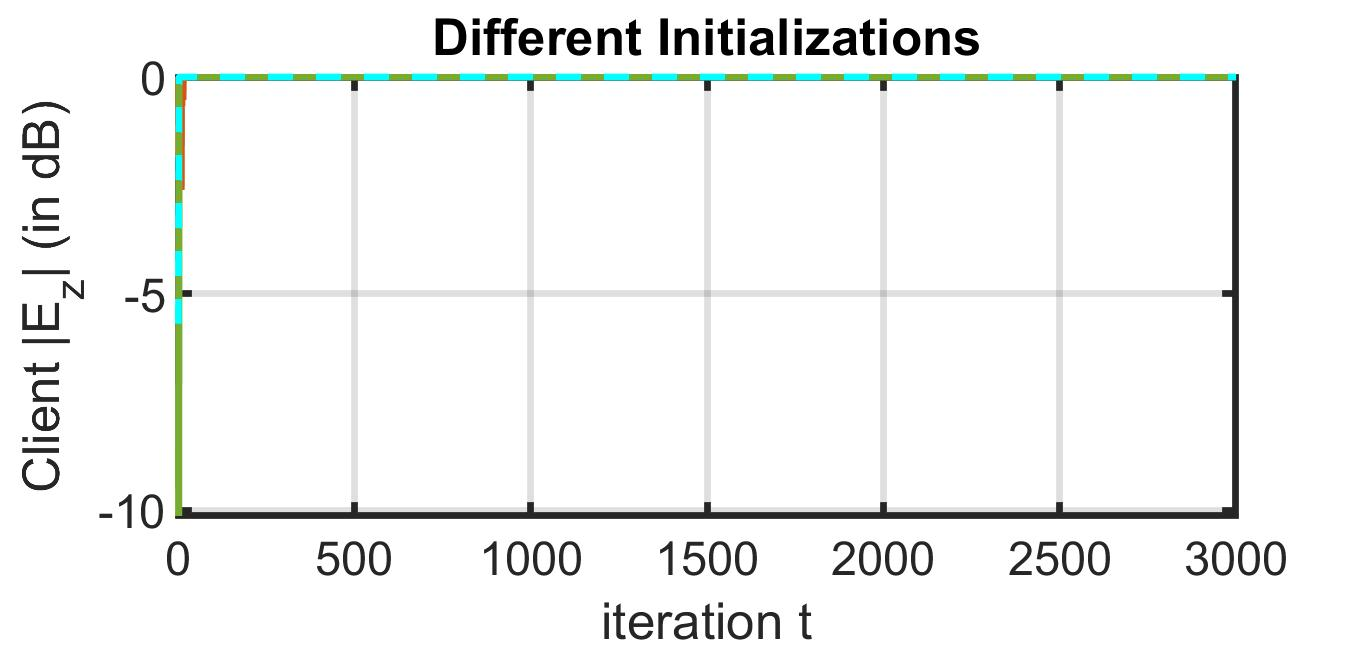 Different Initializations
Client |E_z| (in dB)
0
-5
-10
0 500 1000 1500 2000 2500 3000
iteration t